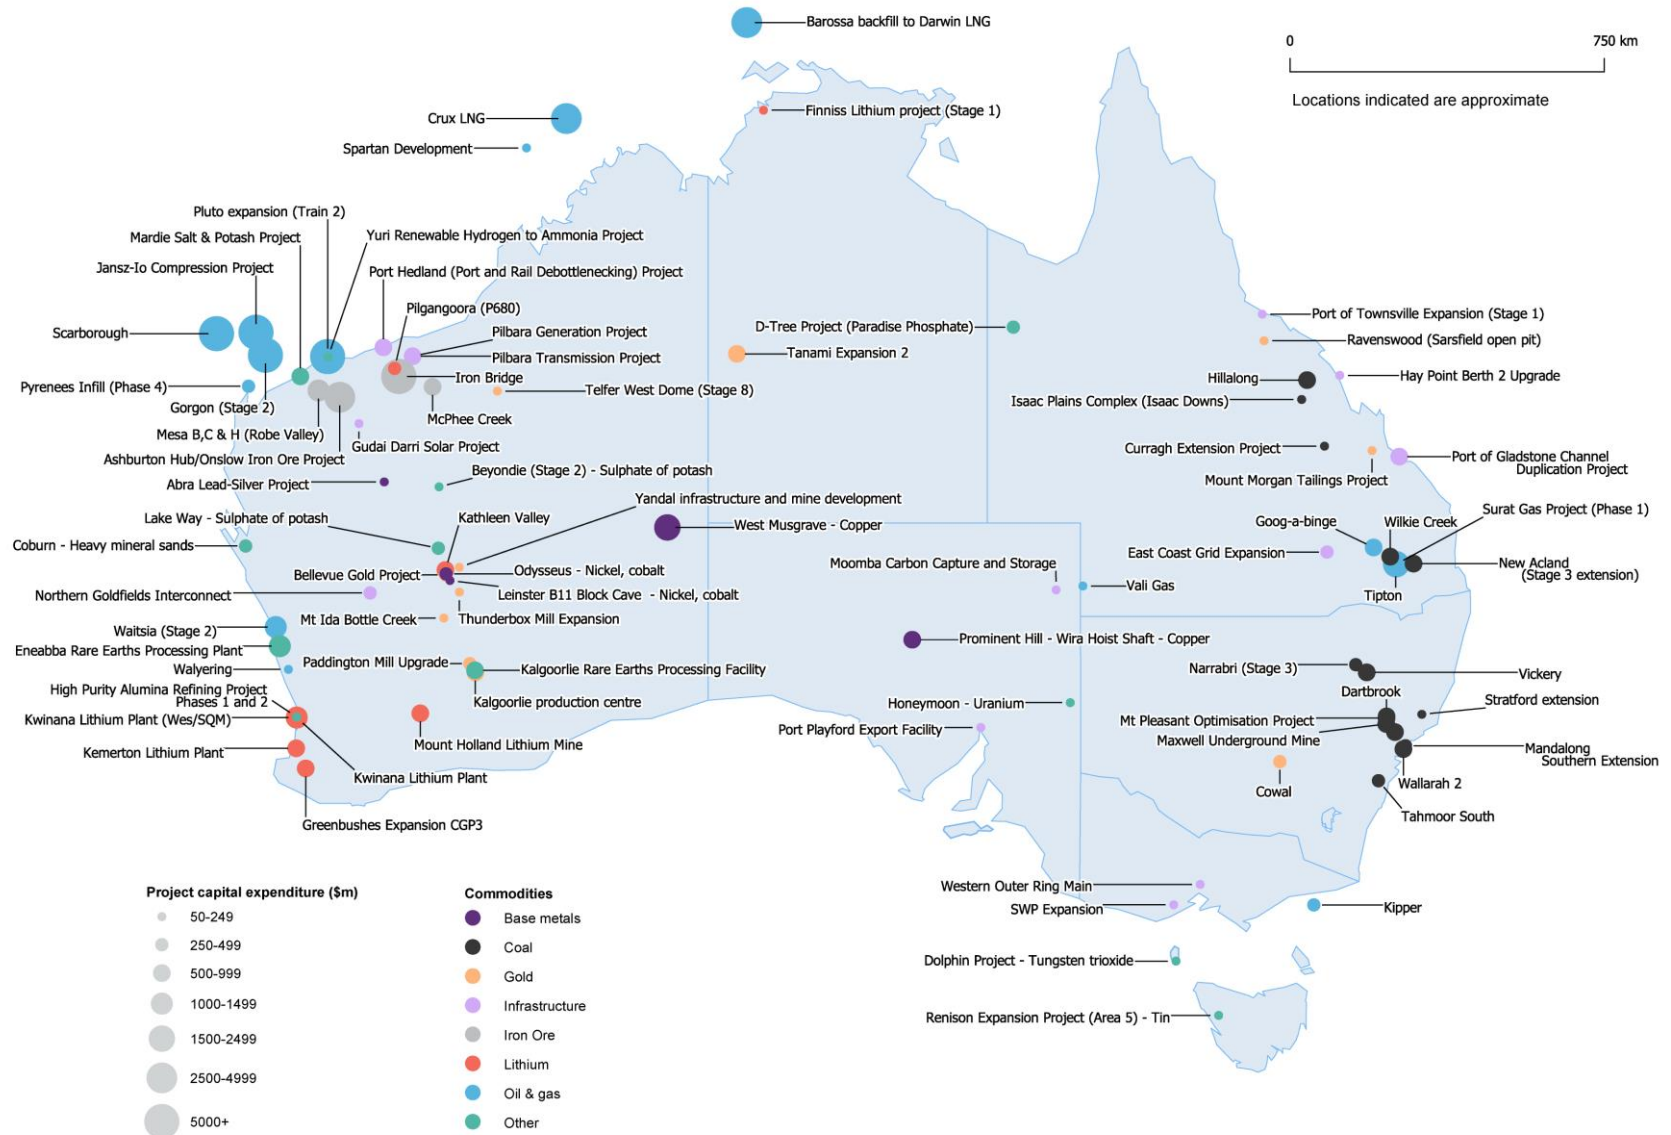 Barossa backfill to Darwin LNG
0
750 km
Locations indicated are approximate
Crux LNG
Finniss Lithium project (Stage 1)
Spartan Development
Pluto expansion (Train 2)
Mardie Salt & Potash Project
Yuri Renewable Hydrogen to Ammonia Project
Jansz-Io Compression Project
Port Hedland (Port and Rail Debottlenecking) Project
Pilgangoora (P680)
Scarborough
Pilbara Generation Project
Pilbara Transmission Project
Iron Bridge
Pyrenees Infill (Phase 4)
Telfer West Dome (Stage 8)
Gorgon (Stage 2)
McPhee Creek
Mesa B,C & H (Robe Valley)
Gudai Darri Solar Project
Ashburton Hub/Onslow Iron Ore Project
Abra Lead-Silver Project
Beyondie (Stage 2) - Sulphate of potash
Yandal infrastructure and mine development
Lake Way - Sulphate of potash
Kathleen Valley
West Musgrave - Copper
Coburn - Heavy mineral sands
Bellevue Gold Project
Odysseus - Nickel, cobalt
Northern Goldfields Interconnect
Leinster B11 Block Cave - Nickel, cobalt
Mt Ida Bottle Creek
Thunderbox Mill Expansion
Waitsia (Stage 2)
Eneabba Rare Earths Processing Plant
Walyering
Paddington Mill Upgrade
Kalgoorlie Rare Earths Processing Facility
High Purity Alumina Refining Project
Phases 1 and 2
Kalgoorlie production centre
Kwinana Lithium Plant (Wes/SQM)
Kemerton Lithium Plant
Mount Holland Lithium Mine
Kwinana Lithium Plant
Greenbushes Expansion CGP3
D-Tree Project (Paradise Phosphate)
Tanami Expansion 2
Port of Townsville Expansion (Stage 1)
Ravenswood (Sarsfield open pit)
Hillalong
Hay Point Berth 2 Upgrade
Isaac Plains Complex (Isaac Downs)
Curragh Extension Project
Port of Gladstone Channel
Duplication Project
Mount Morgan Tailings Project
Surat Gas Project (Phase 1)
Goog-a-binge
Wilkie Creek
East Coast Grid Expansion
New Acland
(Stage 3 extension)
Moomba Carbon Capture and Storage
Vali Gas
Tipton
Prominent Hill - Wira Hoist Shaft - Copper
Narrabri (Stage 3)
Vickery
Dartbrook
Stratford extension
Honeymoon - Uranium
Mt Pleasant Optimisation Project
Port Playford Export Facility
Maxwell Underground Mine
Mandalong
Southern Extension
Wallarah 2
Cowal
Tahmoor South
Western Outer Ring Main
SWP Expansion
Kipper
Dolphin Project - Tungsten trioxide
Renison Expansion Project (Area 5) - Tin
Project capital expenditure ($m)
50-249
250-499
500-999
1000-1499
1500-2499
2500-4999
5000+
Commodities
Base metals
Coal
Gold
Infrastructure
Iron Ore
Lithium
Oil & gas
Other